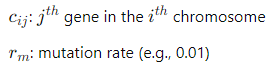 c_{ij}: j^{th} gene in the i^{th} chromosome
r_m: mutation rate (e.g., 0.01)